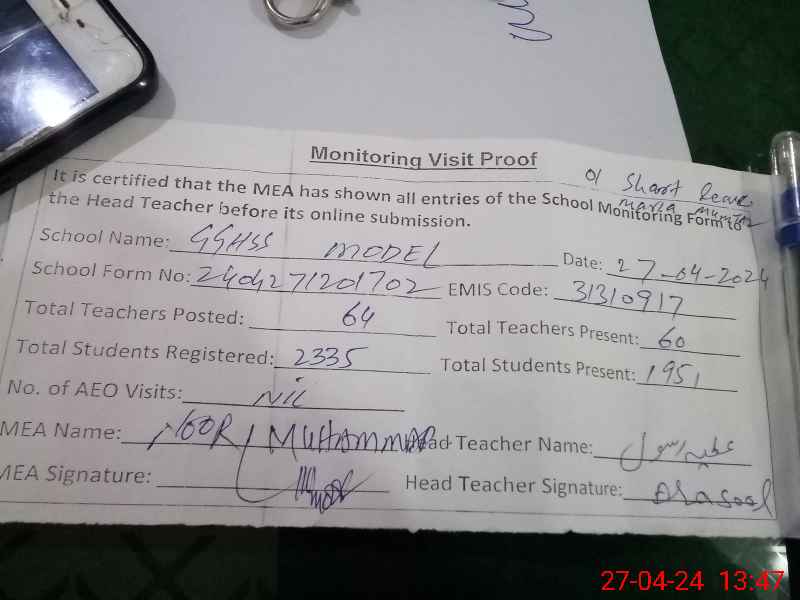 Monitoring Visit Proof
01 Short leave
Maria Mumtaz
It is certified that the MEA has shown all entries of the School Monitoring Form to
the Head Teacher before its online submission.
School Name: GGHSS MODEL Date: 27-04-2024
School Form No: 2404271201702 EMIS Code: 31310917
Total Teachers Posted: 64 Total Teachers Present: 60
Total Students Registered: 2335 Total Students Present: 1951
No. of AEO Visits: Nil
MEA Name: NOOR MUHAMMAD Head Teacher Name: رسول
MEA Signature: Head Teacher Signature:
27-04-24 13:47